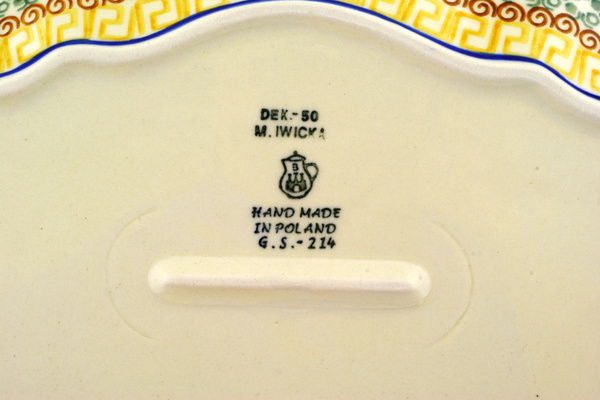 DEK.-50
M. IWICKA
B
HAND MADE
IN POLAND
G.S.-214